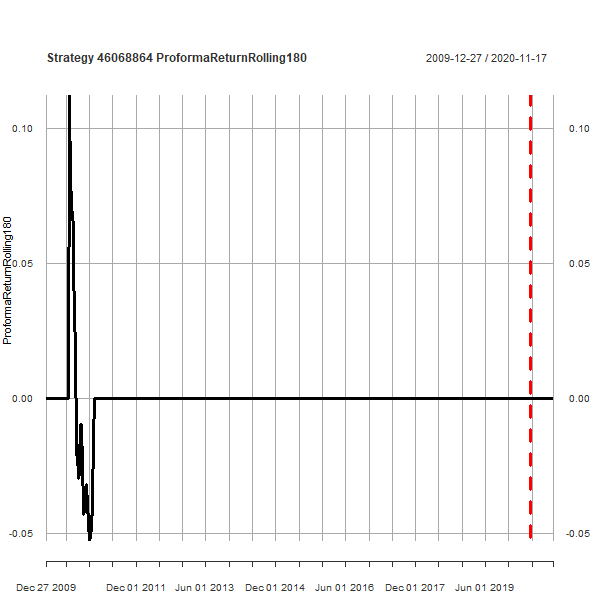 Strategy 46068864 ProformaReturnRolling180
2009-12-27 / 2020-11-17
0.10 0.10
0.05 0.05
ProformaReturnRolling180
0.00 0.00
-0.05 -0.05
Dec 27 2009 Dec 01 2011 Jun 01 2013 Dec 01 2014 Jun 01 2016 Dec 01 2017 Jun 01 2019